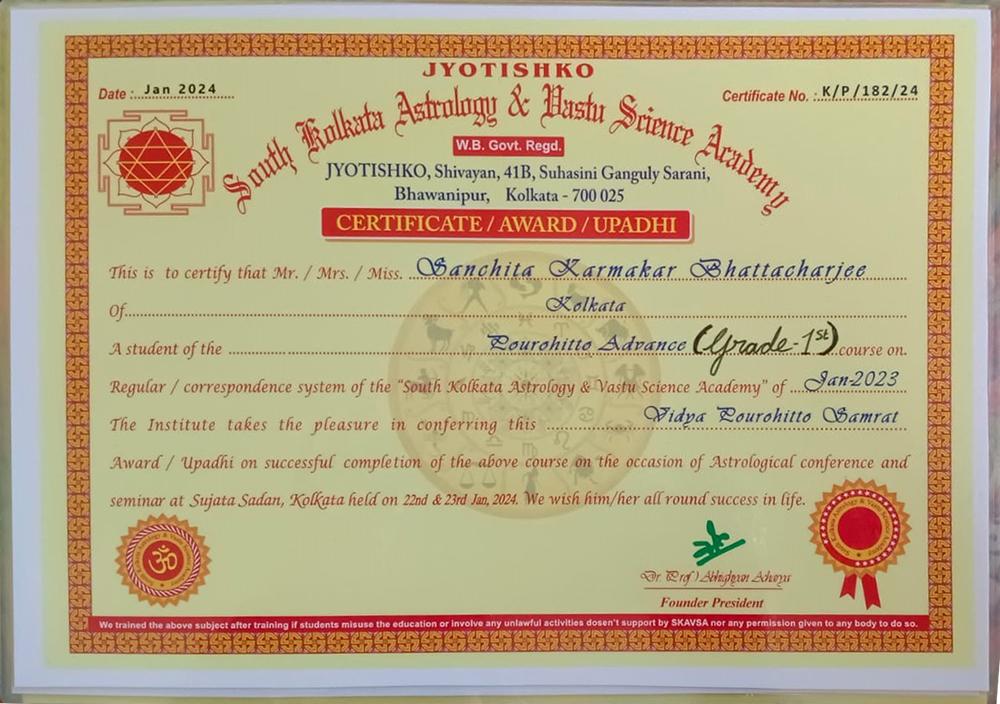 JYOTISHKO
Date : Jan 2024
Certificate No. : K/P/182/24
South Kolkata Astrology & Vastu Science Academy
W.B. Govt. Regd.
JYOTISHKO, Shivayan, 41B, Suhasini Ganguly Sarani,
Bhawanipur, Kolkata - 700 025
CERTIFICATE / AWARD / UPADHI
This is to certify that Mr. / Mrs. / Miss. Sanchita Karmakar Bhattacharjee
Of Kolkata
A student of the Pourohitto Advance (Grade-1st) course on.
Regular / correspondence system of the "South Kolkata Astrology & Vastu Science Academy" of Jan-2023
The Institute takes the pleasure in conferring this Vidya Pourohitto Samrat
Award / Upadhi on successful completion of the above course on the occasion of Astrological conference and
seminar at Sujata Sadan, Kolkata held on 22nd & 23rd Jan, 2024. We wish him/her all round success in life.
ॐ
Dr. (Prof.) Abhighyan Acharya
Founder President
We trained the above subject after training if students misuse the education or involve any unlawful activities dosen't support by SKAVSA nor any permission given to any body to do so.